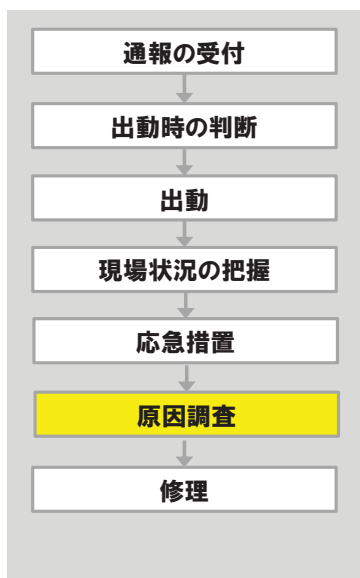 通報の受付
出動時の判断
出動
現場状況の把握
応急措置
原因調査
修理